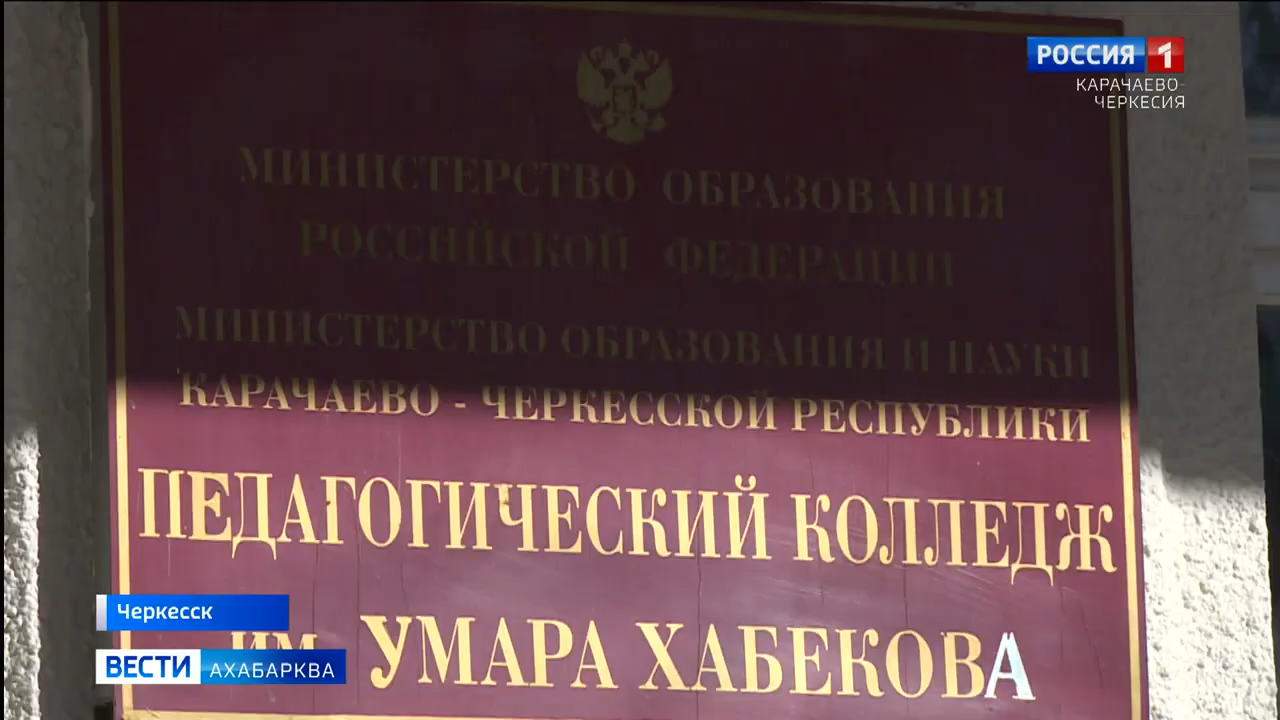 РОССИЯ 1
КАРАЧАЕВО-
ЧЕРКЕСИЯ
МИНИСТЕРСТВО ОБРАЗОВАНИЯ
РОССИЙСКОЙ ФЕДЕРАЦИИ
МИНИСТЕРСТВО ОБРАЗОВАНИЯ И НАУКИ
КАРАЧАЕВО - ЧЕРКЕССКОЙ РЕСПУБЛИКИ
ПЕДАГОГИЧЕСКИЙ КОЛЛЕДЖ
им. УМАРА ХАБЕКОВА
Черкесск
ВЕСТИ АХАБАРКВА